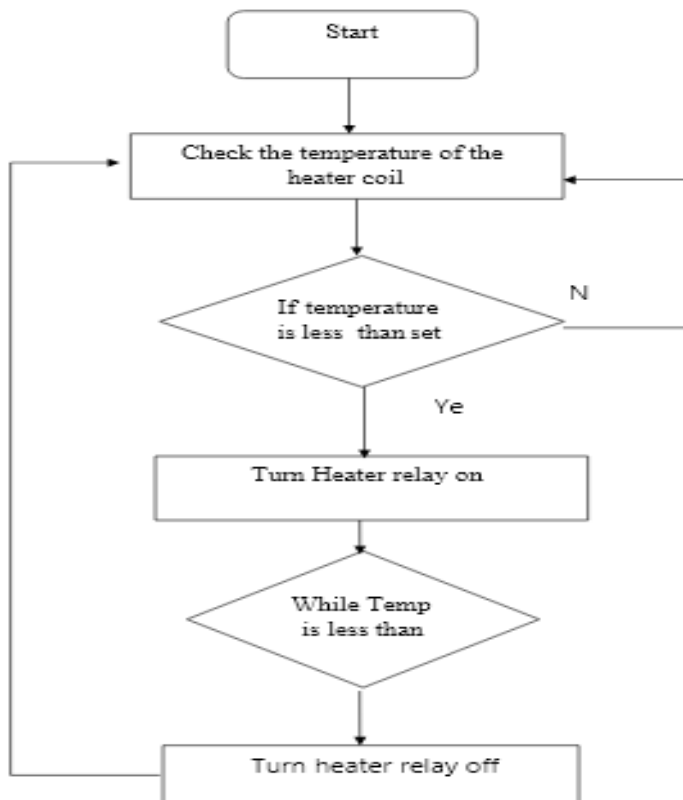 Start
Check the temperature of the
heater coil
If temperature
is less than set
N
Ye
Turn Heater relay on
While Temp
is less than
Turn heater relay off